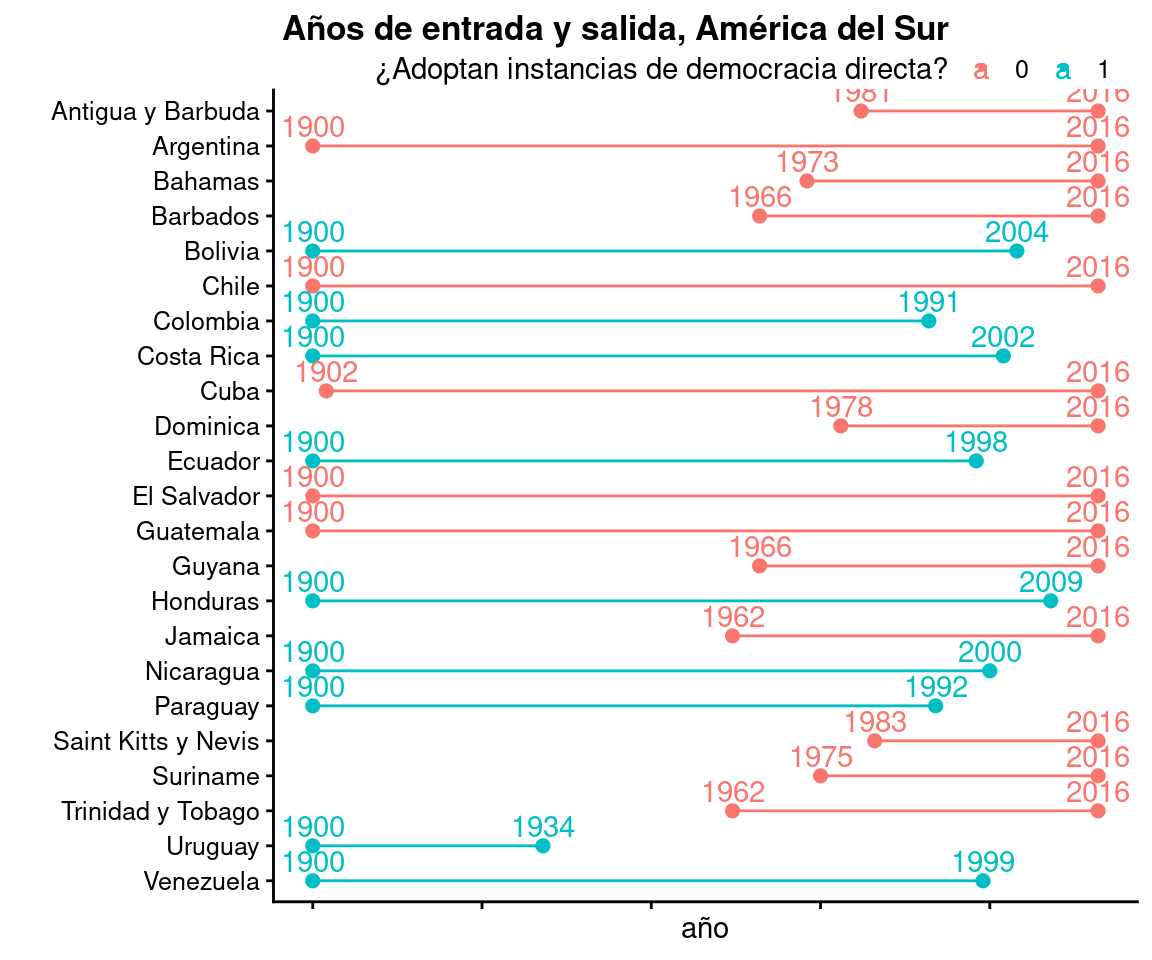 Años de entrada y salida, América del Sur
¿Adoptan instancias de democracia directa? a 0 a 1
Antigua y Barbuda 1981 2016
Argentina 1900 2016
Bahamas 1973 2016
Barbados 1966 2016
Bolivia 1900 2004
Chile 1900 2016
Colombia 1900 1991
Costa Rica 1900 2002
Cuba 1902 2016
Dominica 1978 2016
Ecuador 1900 1998
El Salvador 1900 2016
Guatemala 1900 2016
Guyana 1966 2016
Honduras 1900 2009
Jamaica 1962 2016
Nicaragua 1900 2000
Paraguay 1900 1992
Saint Kitts y Nevis 1983 2016
Suriname 1975 2016
Trinidad y Tobago 1962 2016
Uruguay 1900 1934
Venezuela 1900 1999
año